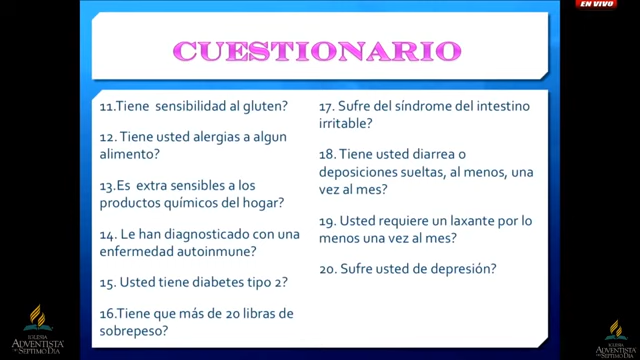 EN VIVO
CUESTIONARIO
11.Tiene sensibilidad al gluten?
12. Tiene usted alergias a algun
alimento?
13.Es extra sensibles a los
productos químicos del hogar?
14. Le han diagnosticado con una
enfermedad autoinmune?
15. Usted tiene diabetes tipo 2?
16.Tiene que más de 20 libras de
sobrepeso?
17. Sufre del síndrome del intestino
irritable?
18. Tiene usted diarrea o
deposiciones sueltas, al menos, una
vez al mes?
19. Usted requiere un laxante por lo
menos una vez al mes?
20. Sufre usted de depresión?
IGLESIA
ADVENTISTA
DEL SÉPTIMO DÍA
IGLESIA
ADVENTISTA
DEL SÉPTIMO DÍA